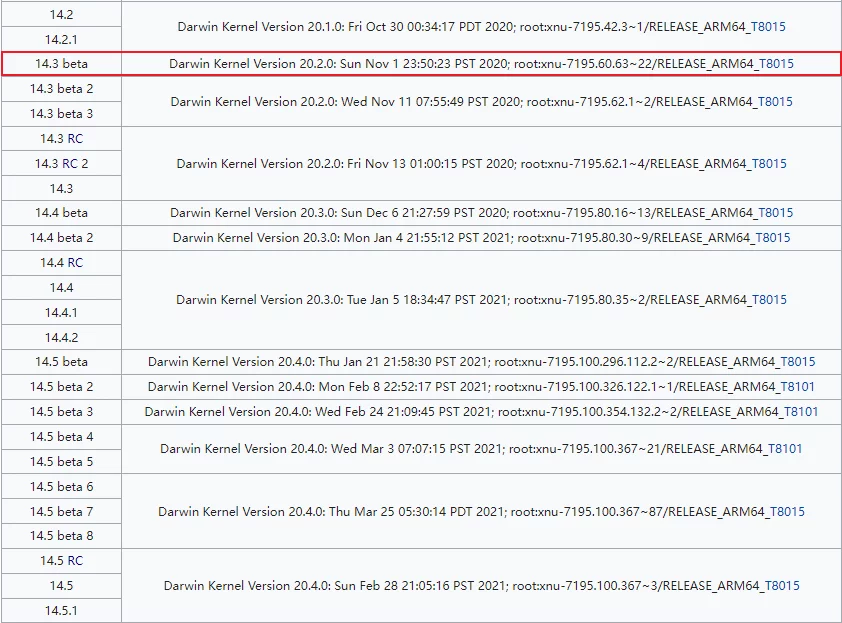 14.2
Darwin Kernel Version 20.1.0: Fri Oct 30 00:34:17 PDT 2020; root:xnu-7195.42.3~1/RELEASE_ARM64_T8015
14.2.1
14.3 beta
Darwin Kernel Version 20.2.0: Sun Nov 1 23:50:23 PST 2020; root:xnu-7195.60.63~22/RELEASE_ARM64_T8015
14.3 beta 2
Darwin Kernel Version 20.2.0: Wed Nov 11 07:55:49 PST 2020; root:xnu-7195.62.1~2/RELEASE_ARM64_T8015
14.3 beta 3
14.3 RC
14.3 RC 2
Darwin Kernel Version 20.2.0: Fri Nov 13 01:00:15 PST 2020; root:xnu-7195.62.1~4/RELEASE_ARM64_T8015
14.3
14.4 beta
Darwin Kernel Version 20.3.0: Sun Dec 6 21:27:59 PST 2020; root:xnu-7195.80.16~13/RELEASE_ARM64_T8015
14.4 beta 2
Darwin Kernel Version 20.3.0: Mon Jan 4 21:55:12 PST 2021; root:xnu-7195.80.30~9/RELEASE_ARM64_T8015
14.4 RC
14.4
Darwin Kernel Version 20.3.0: Tue Jan 5 18:34:47 PST 2021; root:xnu-7195.80.35~2/RELEASE_ARM64_T8015
14.4.1
14.4.2
14.5 beta
Darwin Kernel Version 20.4.0: Thu Jan 21 21:58:30 PST 2021; root:xnu-7195.100.296.112.2~2/RELEASE_ARM64_T8015
14.5 beta 2
Darwin Kernel Version 20.4.0: Mon Feb 8 22:52:17 PST 2021; root:xnu-7195.100.326.122.1~1/RELEASE_ARM64_T8101
14.5 beta 3
Darwin Kernel Version 20.4.0: Wed Feb 24 21:09:45 PST 2021; root:xnu-7195.100.354.132.2~2/RELEASE_ARM64_T8101
14.5 beta 4
Darwin Kernel Version 20.4.0: Wed Mar 3 07:07:15 PST 2021; root:xnu-7195.100.367~21/RELEASE_ARM64_T8101
14.5 beta 5
14.5 beta 6
14.5 beta 7
Darwin Kernel Version 20.4.0: Thu Mar 25 05:30:14 PDT 2021; root:xnu-7195.100.367~87/RELEASE_ARM64_T8015
14.5 beta 8
14.5 RC
14.5
Darwin Kernel Version 20.4.0: Sun Feb 28 21:05:16 PST 2021; root:xnu-7195.100.367~3/RELEASE_ARM64_T8015
14.5.1